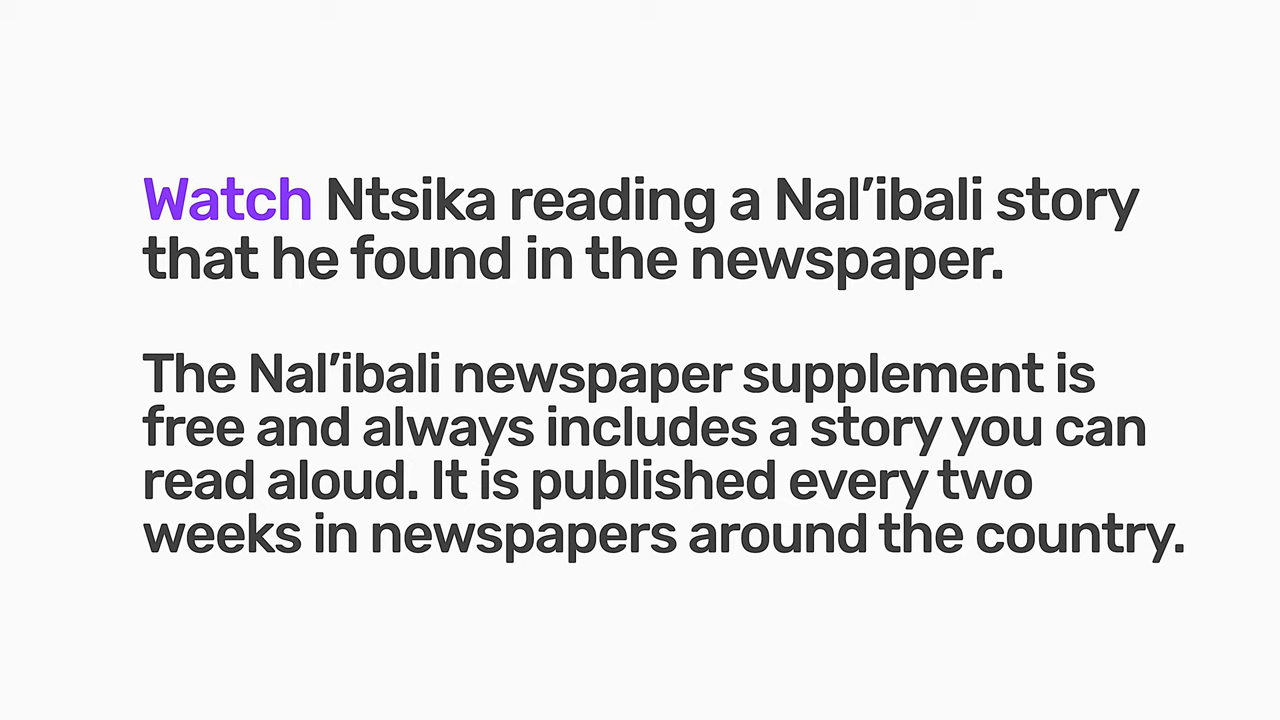 Watch Ntsika reading a Nal’ibali story
that he found in the newspaper.
The Nal’ibali newspaper supplement is
free and always includes a story you can
read aloud. It is published every two
weeks in newspapers around the country.